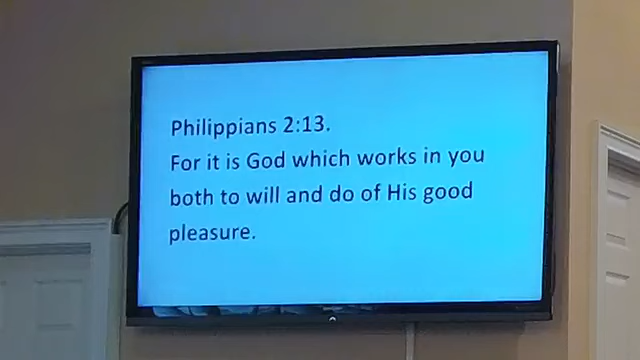 Philippians 2:13.
For it is God which works in you
both to will and do of His good
pleasure.